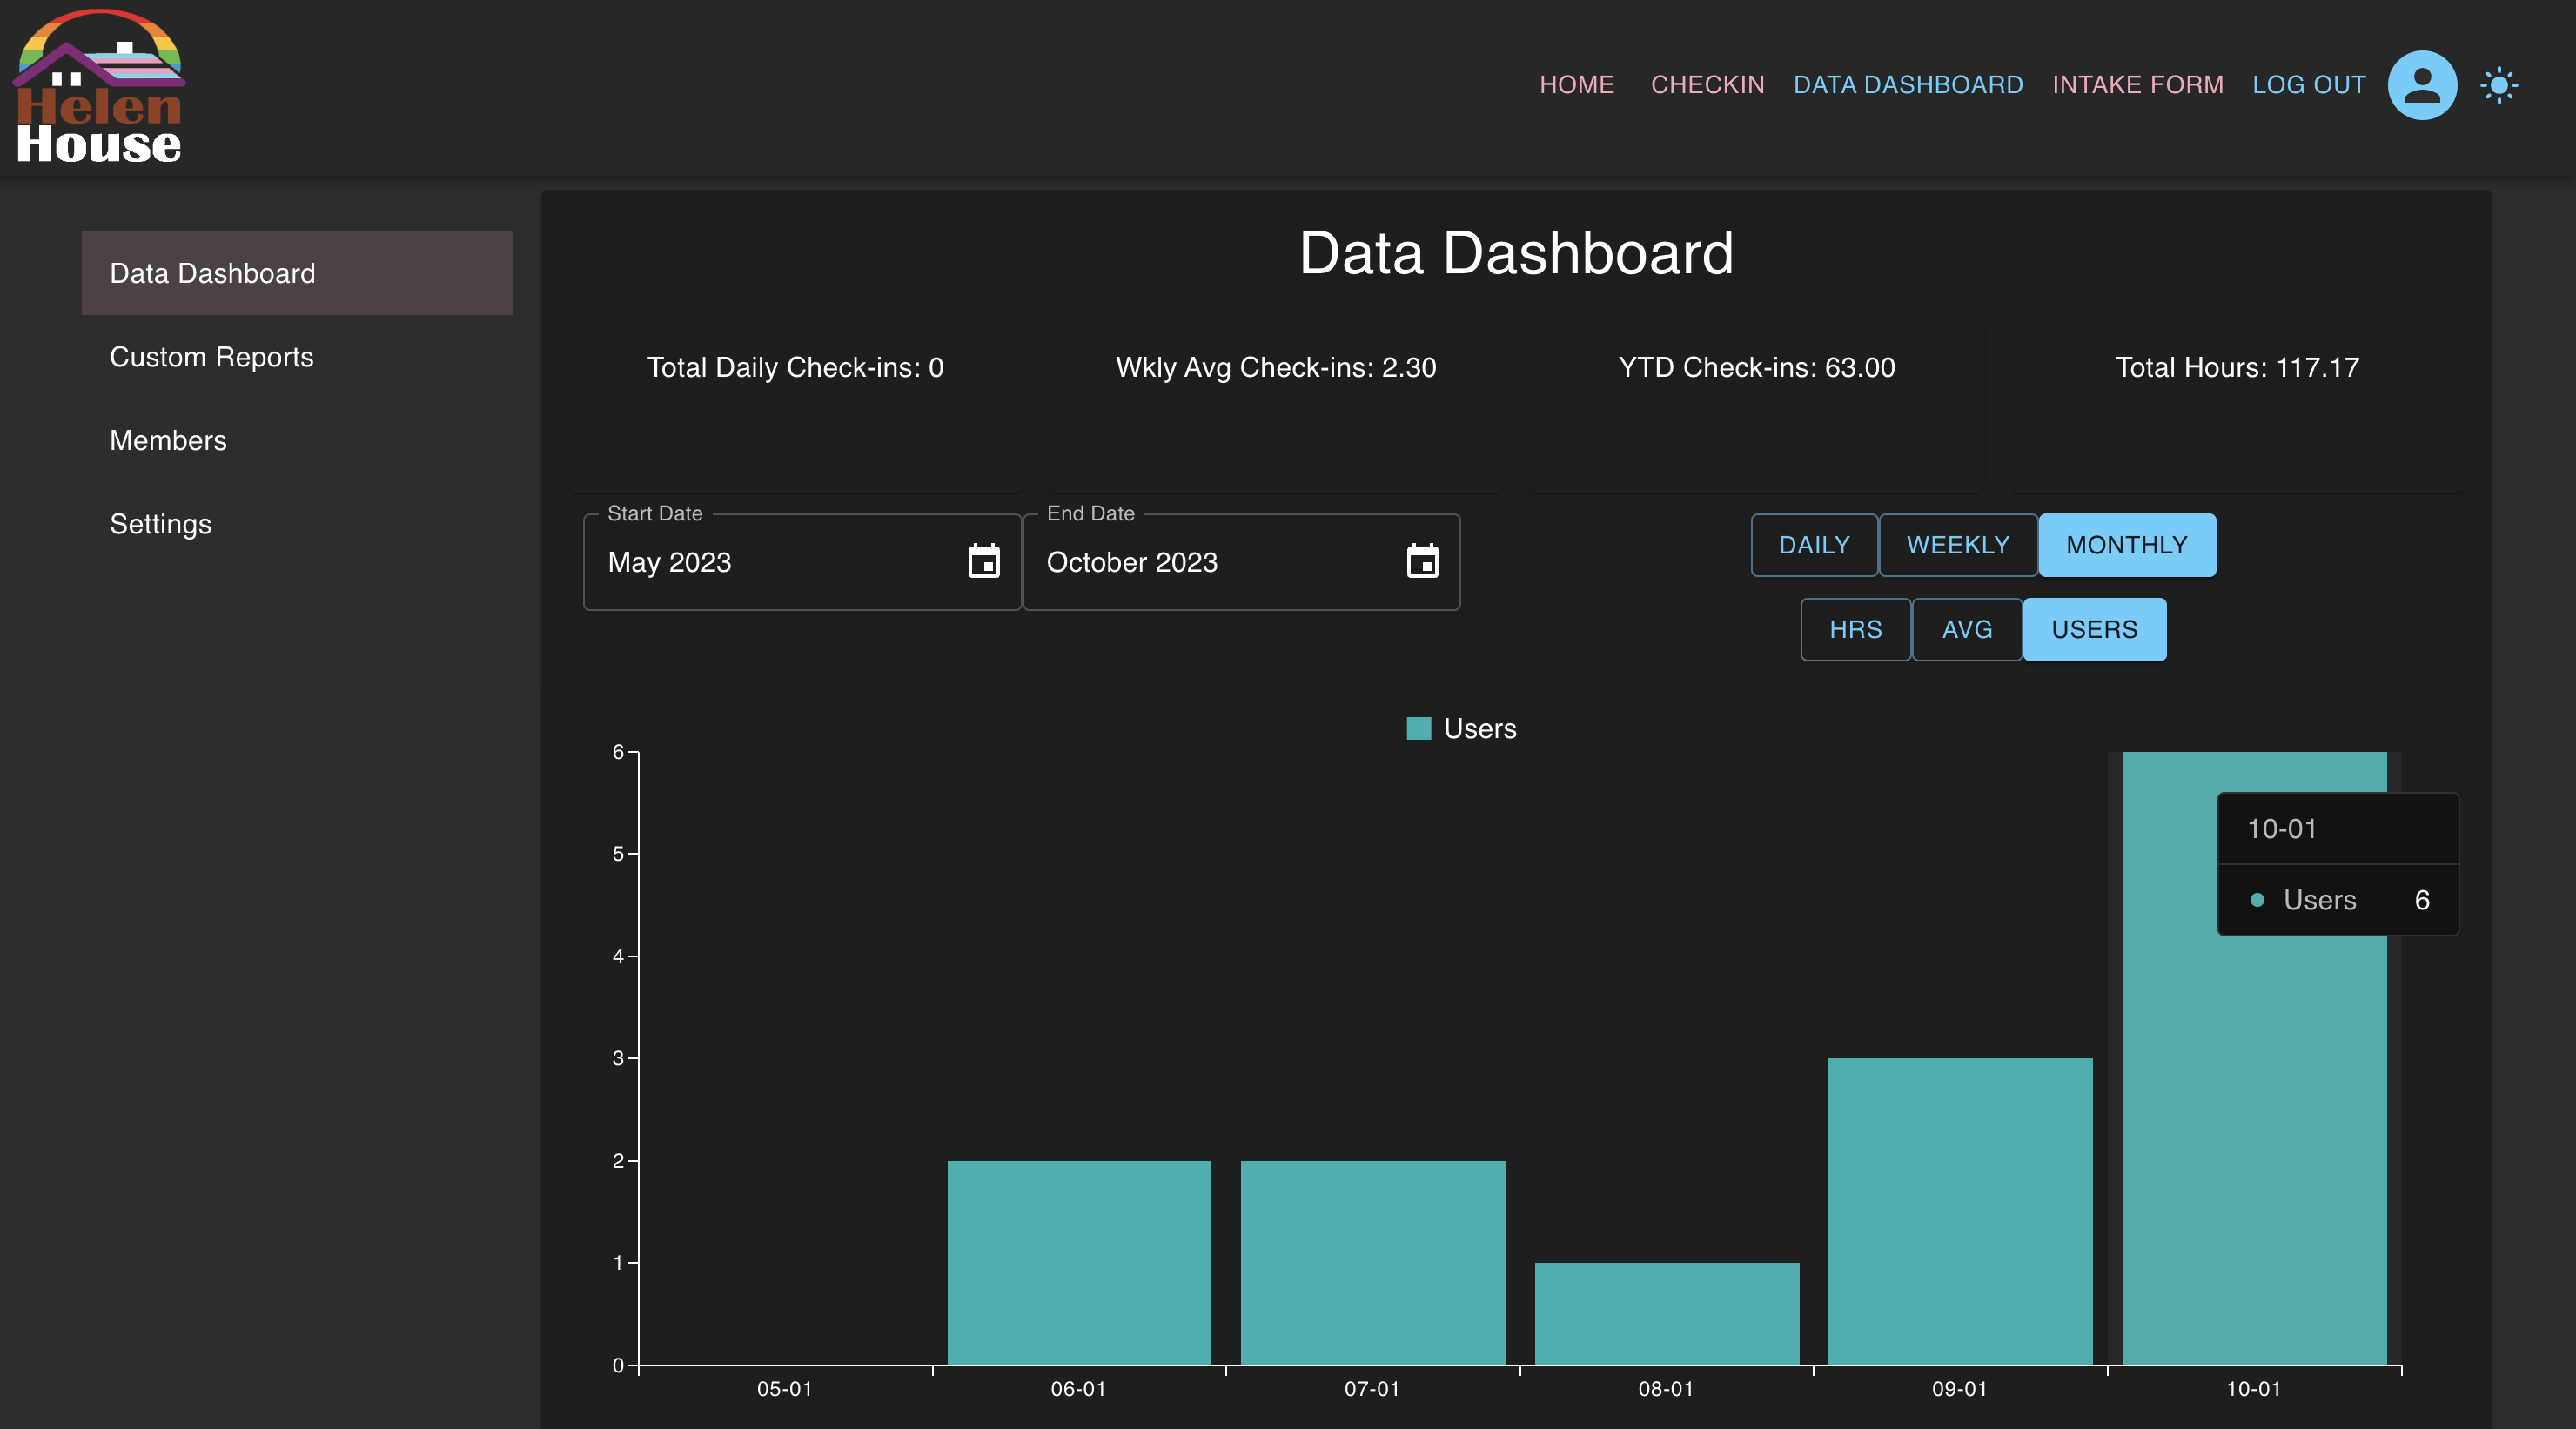 Helen
House
HOME CHECKIN DATA DASHBOARD INTAKE FORM LOG OUT
Data Dashboard
Custom Reports
Members
Settings
Data Dashboard
Total Daily Check-ins: 0
Wkly Avg Check-ins: 2.30
YTD Check-ins: 63.00
Total Hours: 117.17
Start Date
May 2023
End Date
October 2023
DAILY WEEKLY MONTHLY
HRS AVG USERS
Users
6
5
4
3
2
1
0
10-01
Users 6
05-01 06-01 07-01 08-01 09-01 10-01